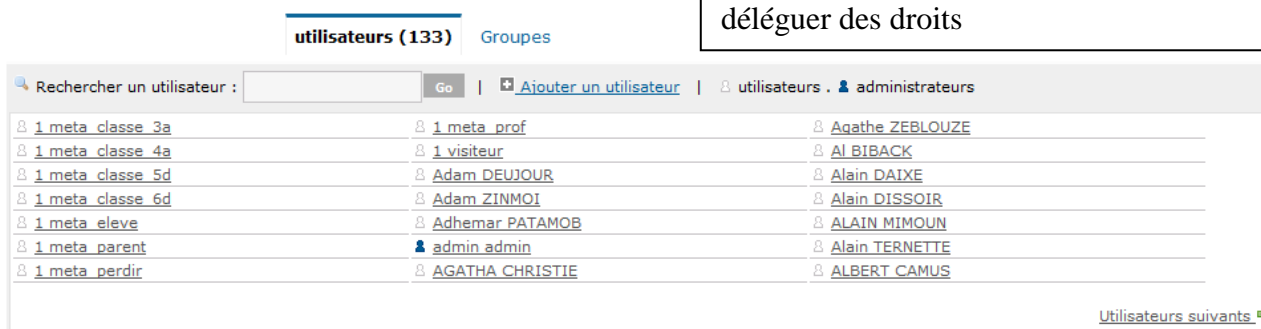 déléguer des droits
utilisateurs (133) Groupes
Rechercher un utilisateur : Go | Ajouter un utilisateur | utilisateurs . administrateurs
1 meta_classe_3a 1 meta_prof Agathe ZEBLOUZE
1 meta_classe_4a 1 visiteur Al BIBACK
1 meta_classe_5d Adam DEUJOUR Alain DAIXE
1 meta_classe_6d Adam ZINMOI Alain DISSOIR
1 meta_eleve Adhemar PATAMOB ALAIN MIMOUN
1 meta_parent admin admin Alain TERNETTE
1 meta_perdir AGATHA CHRISTIE ALBERT CAMUS
Utilisateurs suivants